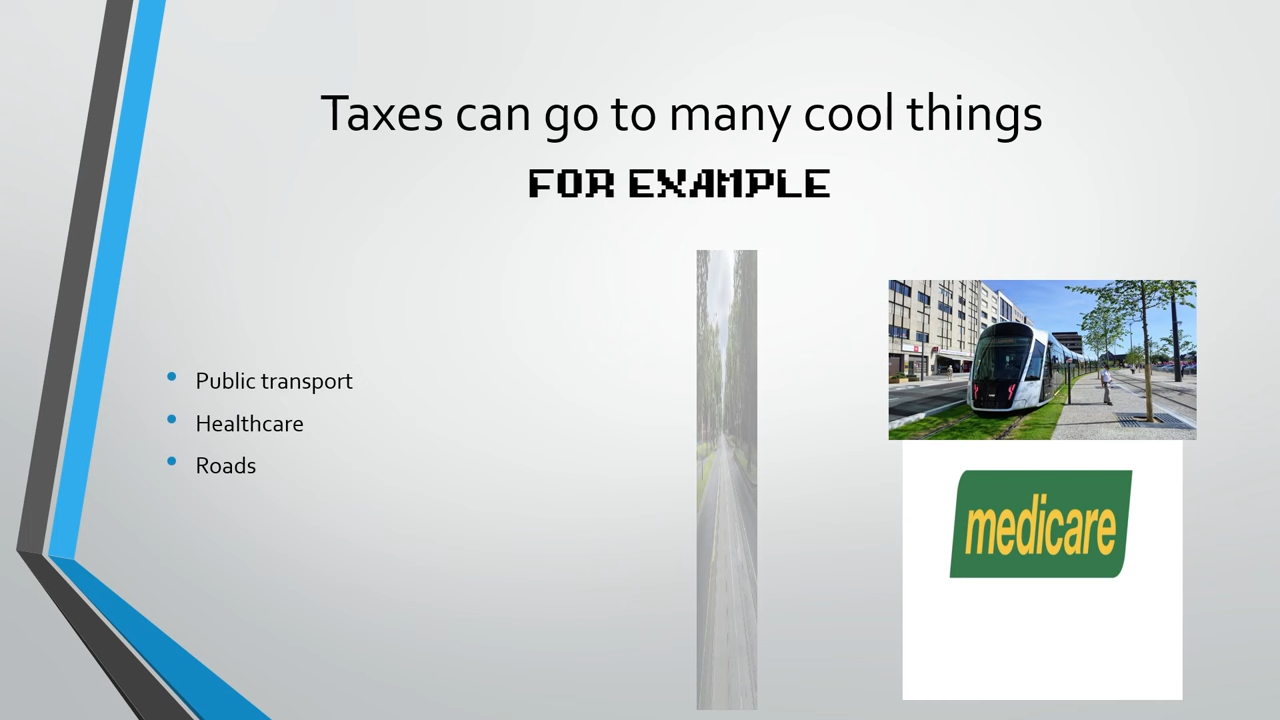 Taxes can go to many cool things
FOR EXAMPLE
Public transport
Healthcare
Roads
medicare